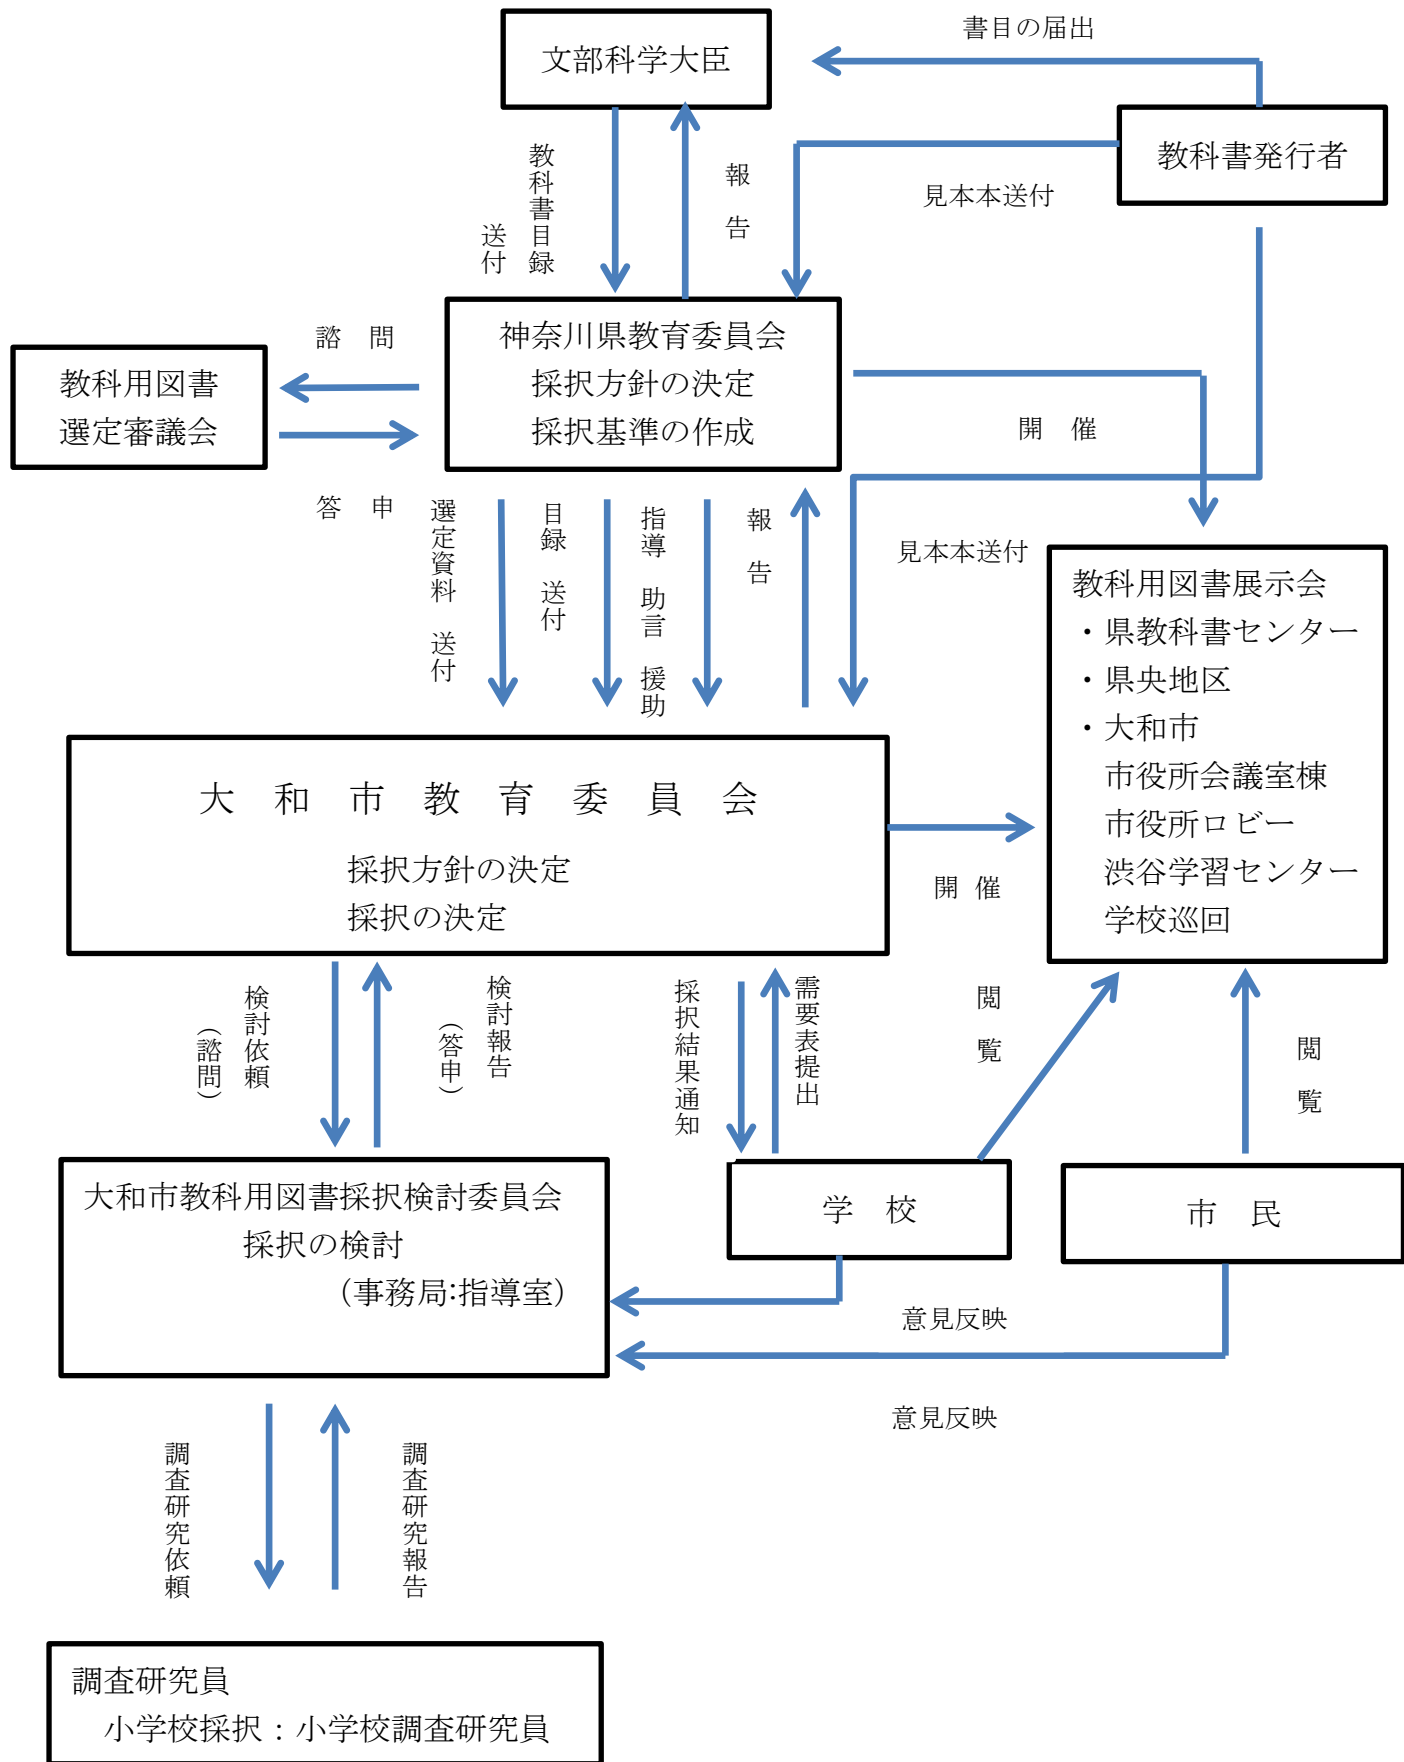 書目の届出
文部科学大臣
教科書発行者
見本本送付
教科書目録
送付
報告
神奈川県教育委員会
採択方針の決定
採択基準の作成
諮問
教科用図書
選定審議会
答申
開催
選定資料 送付
目録 送付
指導 助言 援助
報告
見本本送付
教科用図書展示会
・県教科書センター
・県央地区
・大和市
市役所会議室棟
市役所ロビー
渋谷学習センター
学校巡回
大和市教育委員会
採択方針の決定
採択の決定
開催
検討依頼
(諮問)
検討報告
(答申)
採択結果通知
需要表提出
閲覧
閲覧
大和市教科用図書採択検討委員会
採択の検討
(事務局:指導室)
学校
市民
意見反映
意見反映
調査研究依頼
調査研究報告
調査研究員
小学校採択：小学校調査研究員